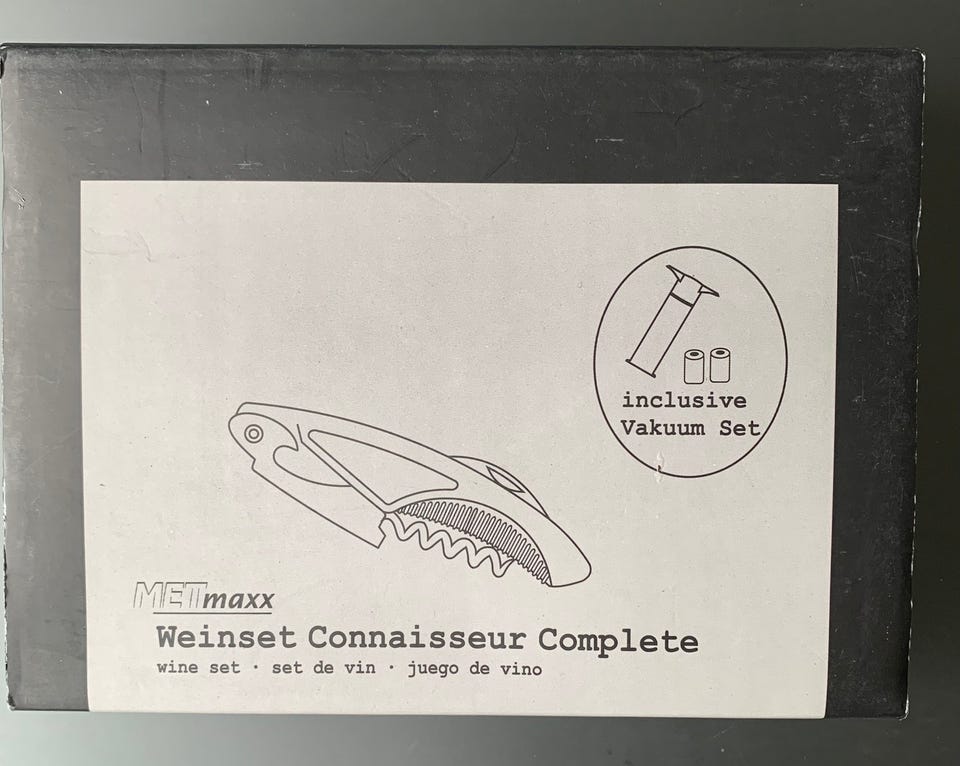 inclusive
Vakuum Set
METmaxx
Weinset Connaisseur Complete
wine set · set de vin · juego de vino